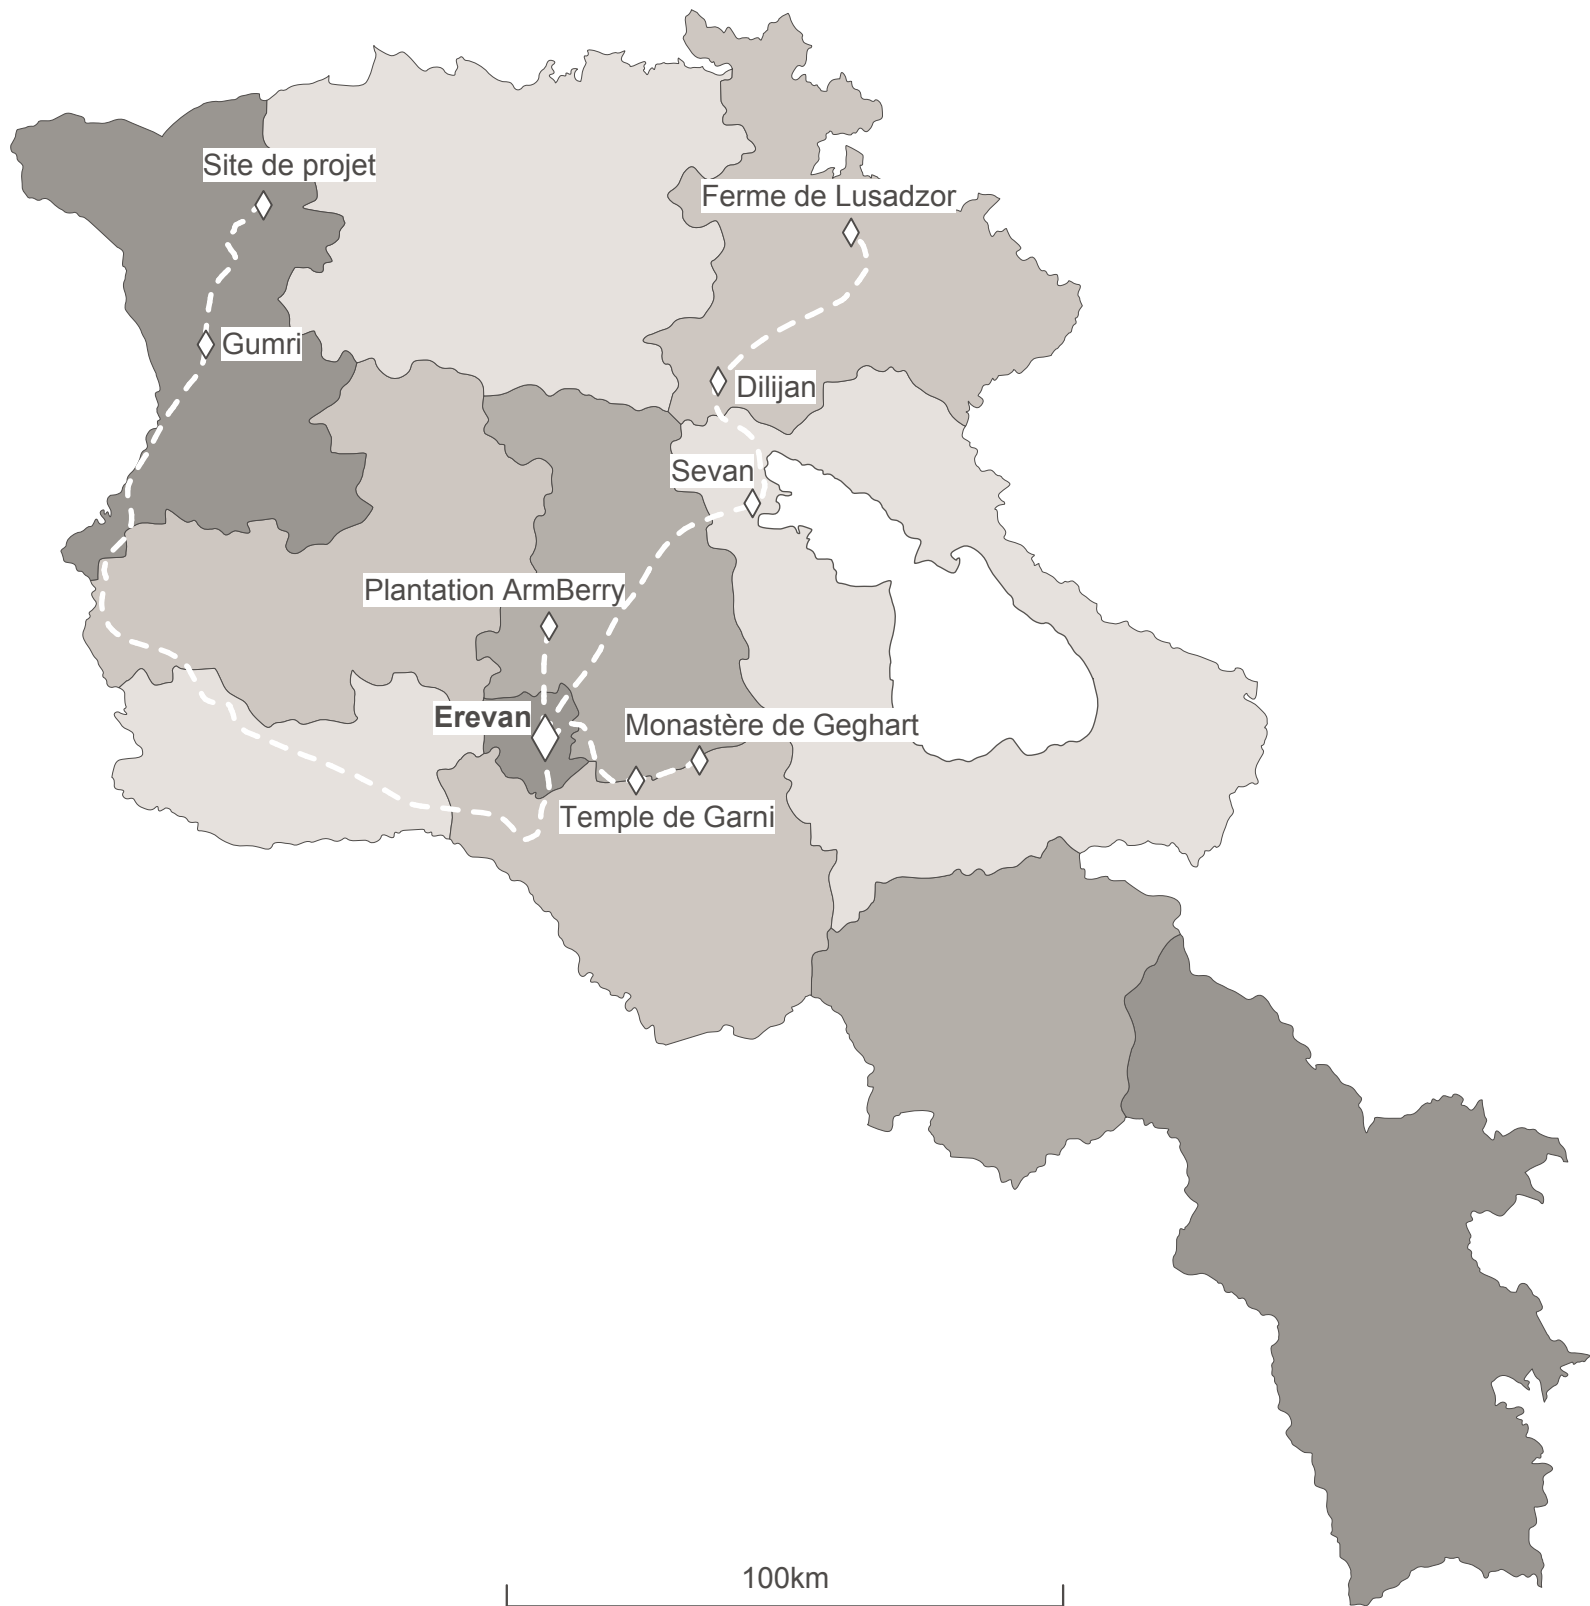 Site de projet
Ferme de Lusadzor
Gumri
Dilijan
Sevan
Plantation ArmBerry
Erevan
Monastère de Geghart
Temple de Garni
100km